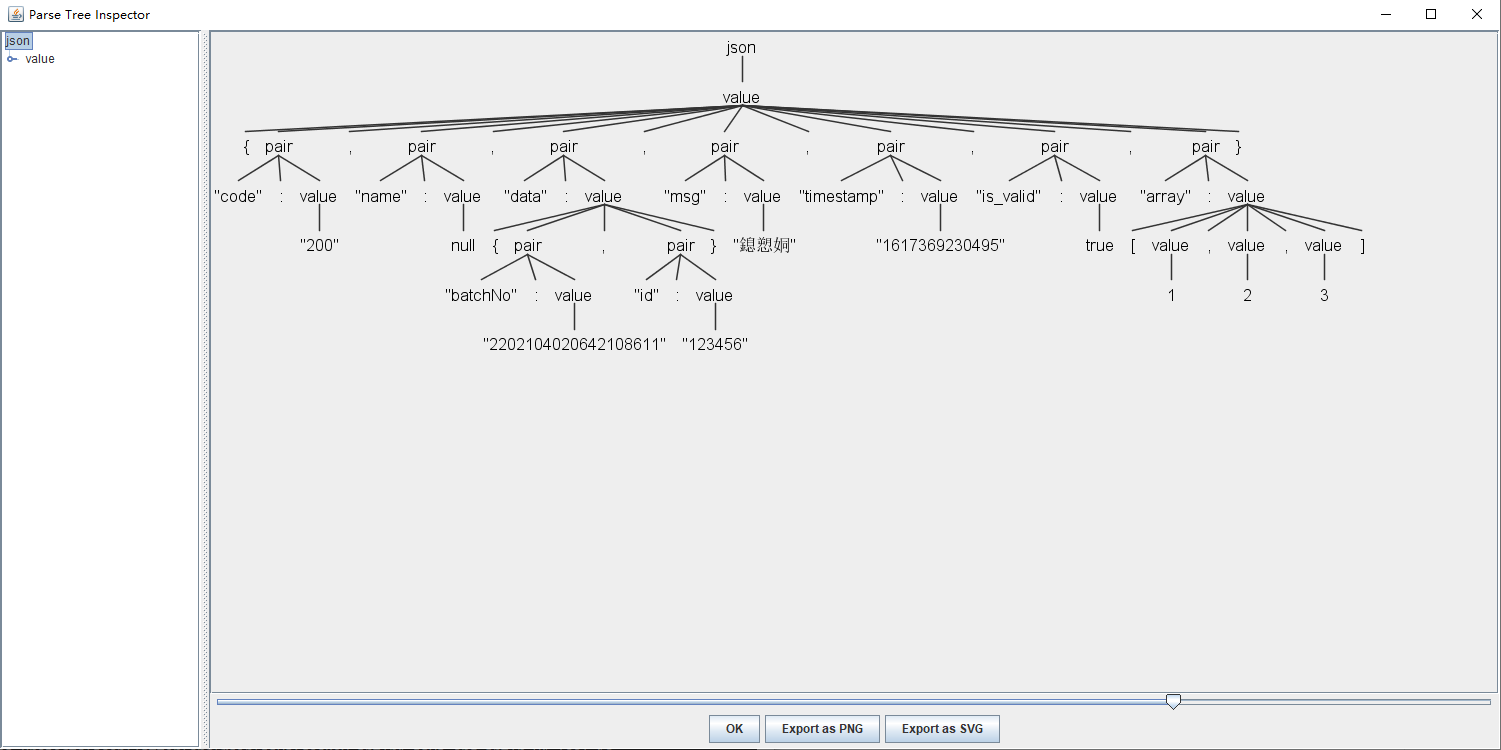 Parse Tree Inspector
json
value
json
value
{ pair , pair , pair , pair , pair , pair , pair }
"code" : value "name" : value "data" : value "msg" : value "timestamp" : value "is_valid" : value "array" : value
"200" null { pair , pair } "鎴愬姛" "1617369230495" true [ value , value , value ]
"batchNo" : value "id" : value 1 2 3
"2202104020642108611" "123456"
OK Export as PNG Export as SVG